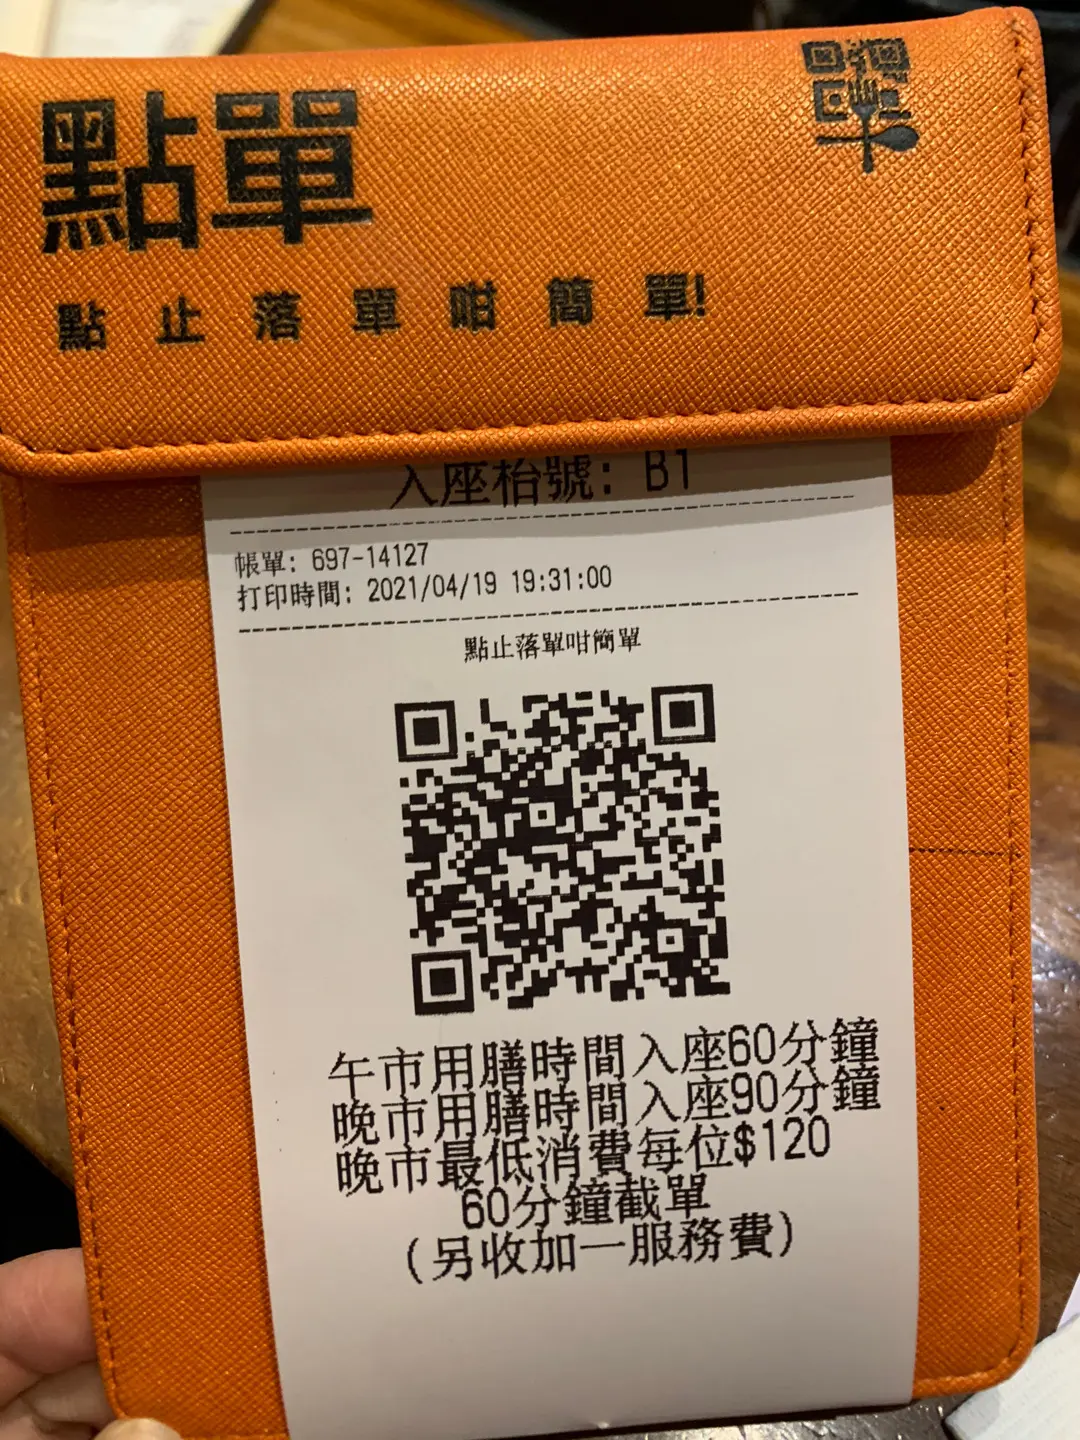 點單
點止落單咁簡單!
入座枱號: B1
帳單: 697-14127
打印時間: 2021/04/19 19:31:00
點止落單咁簡單
午市用膳時間入座60分鐘
晚市用膳時間入座90分鐘
晚市最低消費每位$120
60分鐘截單
(另收加一服務費)